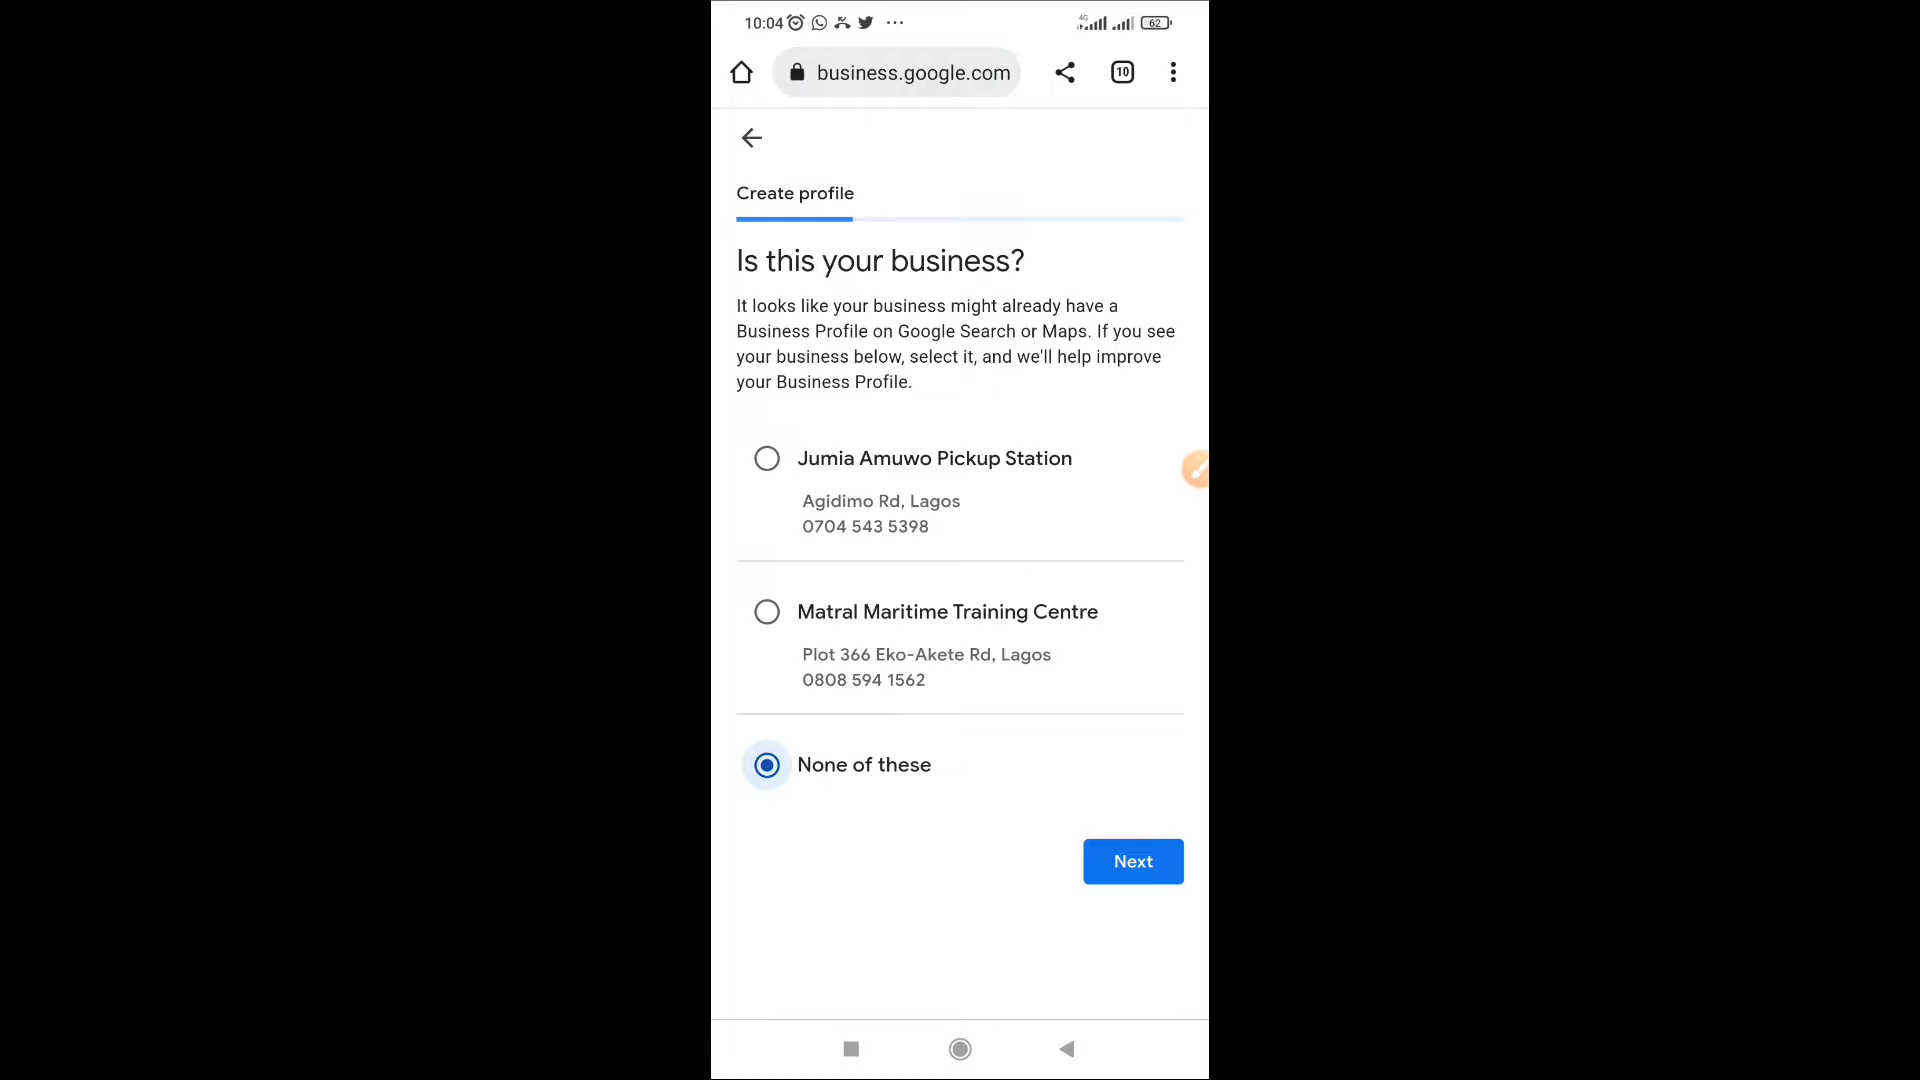 10:04
4G
62
business.google.com
10
Create profile
Is this your business?
It looks like your business might already have a
Business Profile on Google Search or Maps. If you see
your business below, select it, and we'll help improve
your Business Profile.
Jumia Amuwo Pickup Station
Agidimo Rd, Lagos
0704 543 5398
Matral Maritime Training Centre
Plot 366 Eko-Akete Rd, Lagos
0808 594 1562
None of these
Next